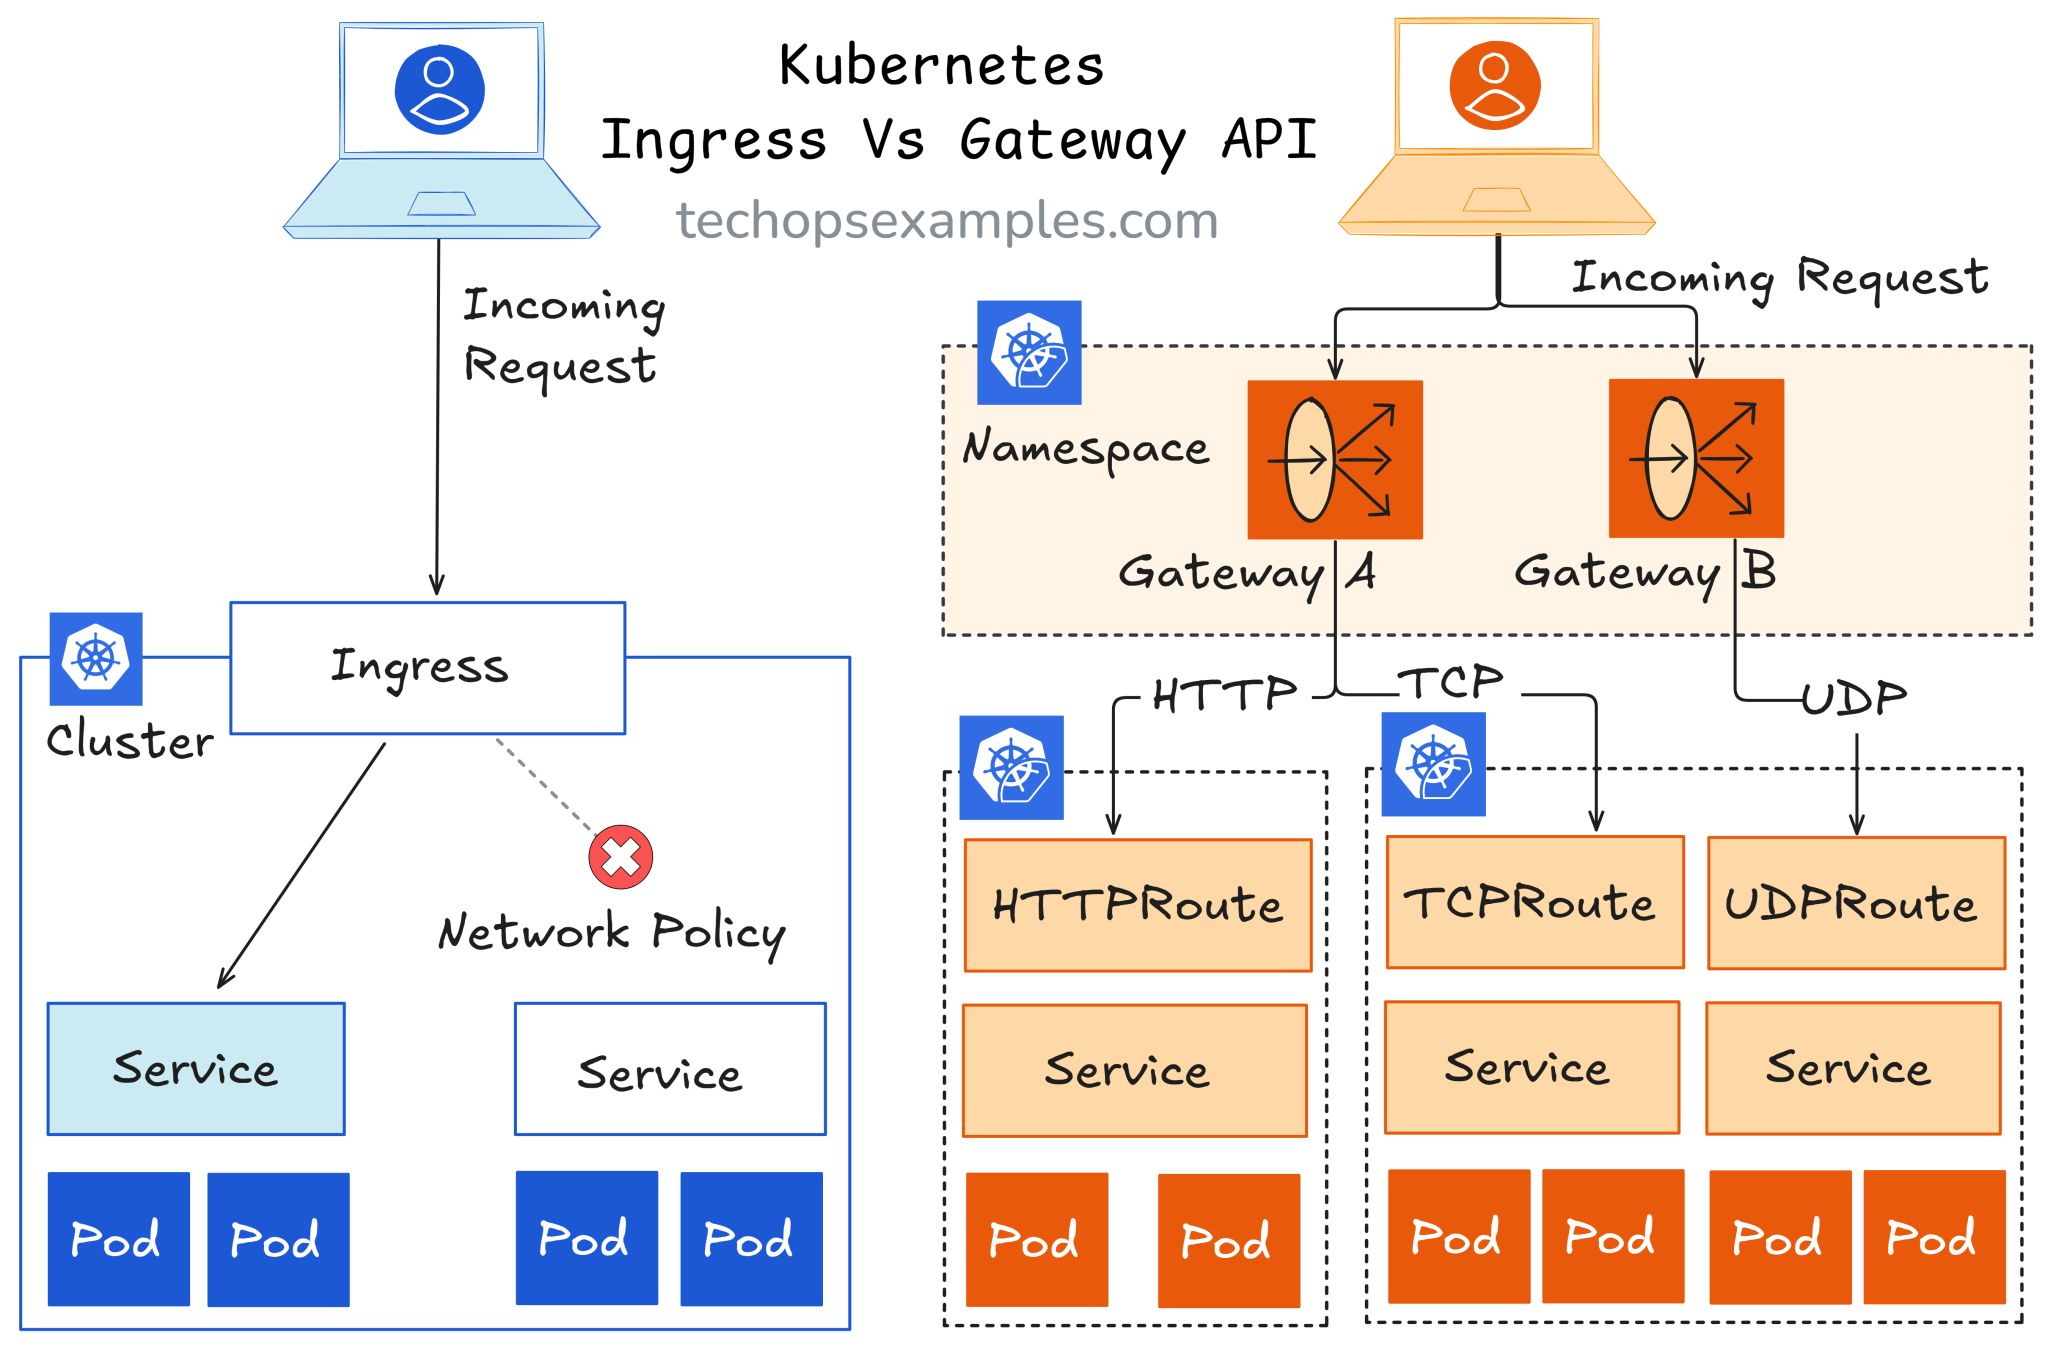 Kubernetes
Ingress Vs Gateway API
techopsexamples.com
Incoming
Request
Ingress
Cluster
Network Policy
Service
Service
Pod
Pod
Pod
Pod
Incoming Request
Namespace
Gateway A
Gateway B
HTTP
TCP
UDP
HTTPRoute
TCPRoute
UDPRoute
Service
Service
Service
Pod
Pod
Pod
Pod
Pod
Pod